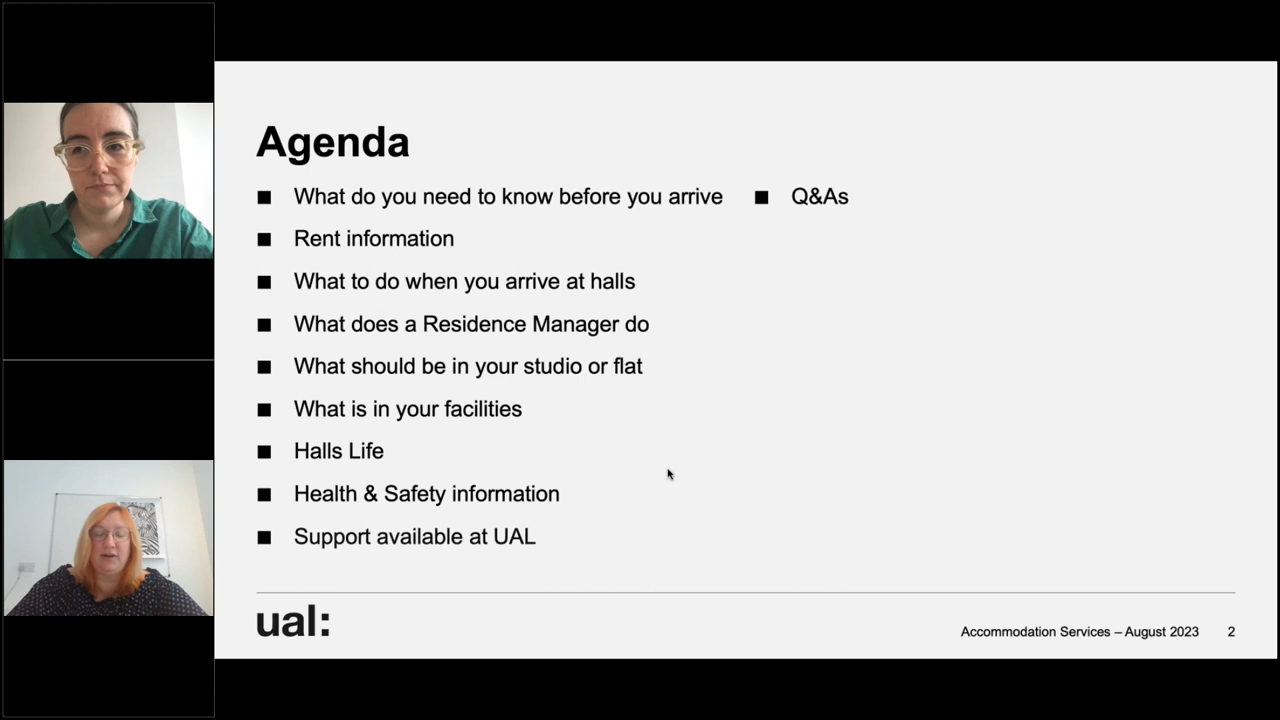 Agenda
What do you need to know before you arrive
Rent information
What to do when you arrive at halls
What does a Residence Manager do
What should be in your studio or flat
What is in your facilities
Halls Life
Health & Safety information
Support available at UAL
Q&As
ual:
Accommodation Services – August 2023 2